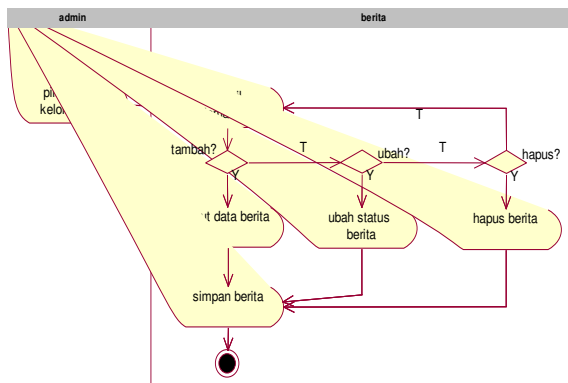 admin
berita
T
tambah?
T
ubah?
T
hapus?
Y
Y
Y
data berita
ubah status
berita
hapus berita
simpan berita